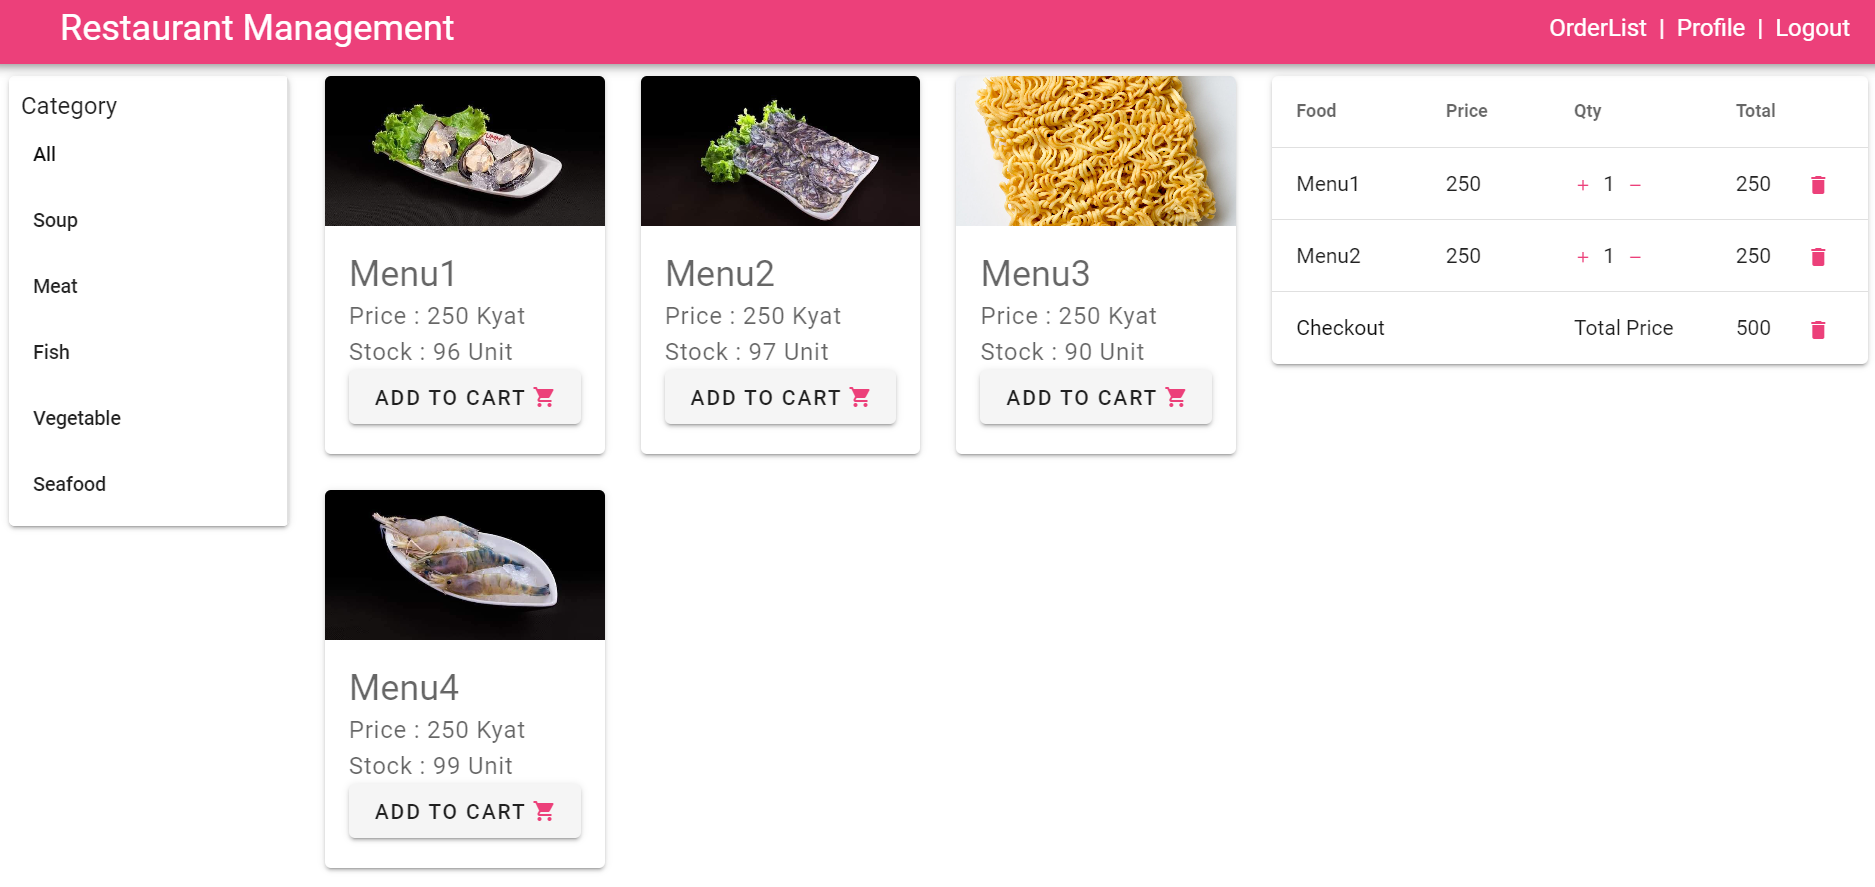 Restaurant Management
OrderList | Profile | Logout
Category
All
Soup
Meat
Fish
Vegetable
Seafood
Menu1
Price : 250 Kyat
Stock : 96 Unit
ADD TO CART
Menu2
Price : 250 Kyat
Stock : 97 Unit
ADD TO CART
Menu3
Price : 250 Kyat
Stock : 90 Unit
ADD TO CART
Menu4
Price : 250 Kyat
Stock : 99 Unit
ADD TO CART
Food Price Qty Total
Menu1 250 + 1 − 250
Menu2 250 + 1 − 250
Checkout Total Price 500